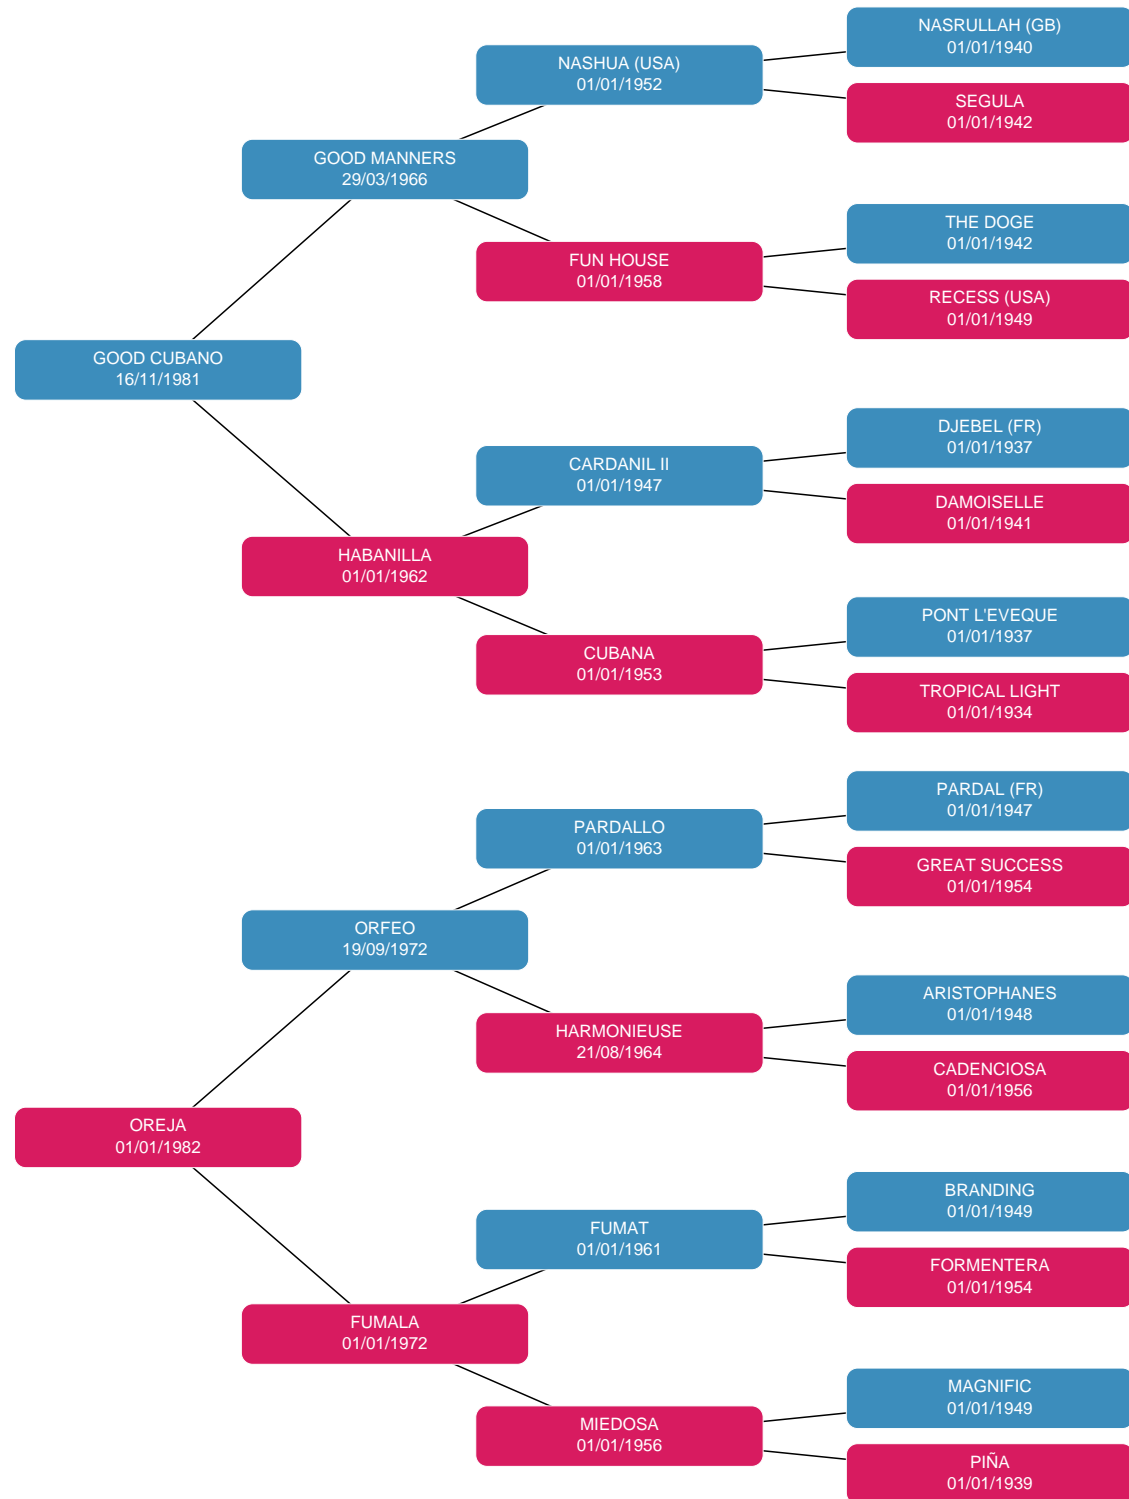 NASRULLAH (GB)
01/01/1940
NASHUA (USA)
01/01/1952
SEGULA
01/01/1942
GOOD MANNERS
29/03/1966
THE DOGE
01/01/1942
FUN HOUSE
01/01/1958
RECESS (USA)
01/01/1949
GOOD CUBANO
16/11/1981
DJEBEL (FR)
01/01/1937
CARDANIL II
01/01/1947
DAMOISELLE
01/01/1941
HABANILLA
01/01/1962
PONT L'EVEQUE
01/01/1937
CUBANA
01/01/1953
TROPICAL LIGHT
01/01/1934
PARDAL (FR)
01/01/1947
PARDALLO
01/01/1963
GREAT SUCCESS
01/01/1954
ORFEO
19/09/1972
ARISTOPHANES
01/01/1948
HARMONIEUSE
21/08/1964
CADENCIOSA
01/01/1956
OREJA
01/01/1982
BRANDING
01/01/1949
FUMAT
01/01/1961
FORMENTERA
01/01/1954
FUMALA
01/01/1972
MAGNIFIC
01/01/1949
MIEDOSA
01/01/1956
PIÑA
01/01/1939